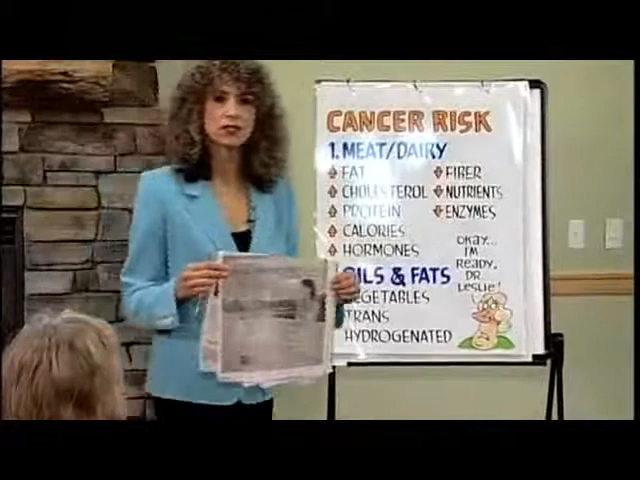 CANCER RISK
1. MEAT/DAIRY
FAT
CHOLESTEROL
PROTEIN
CALORIES
HORMONES
FIBER
NUTRIENTS
ENZYMES
OILS & FATS
VEGETABLES
TRANS
HYDROGENATED
OKAY...
I'M
READY,
DR.
LESLIE!